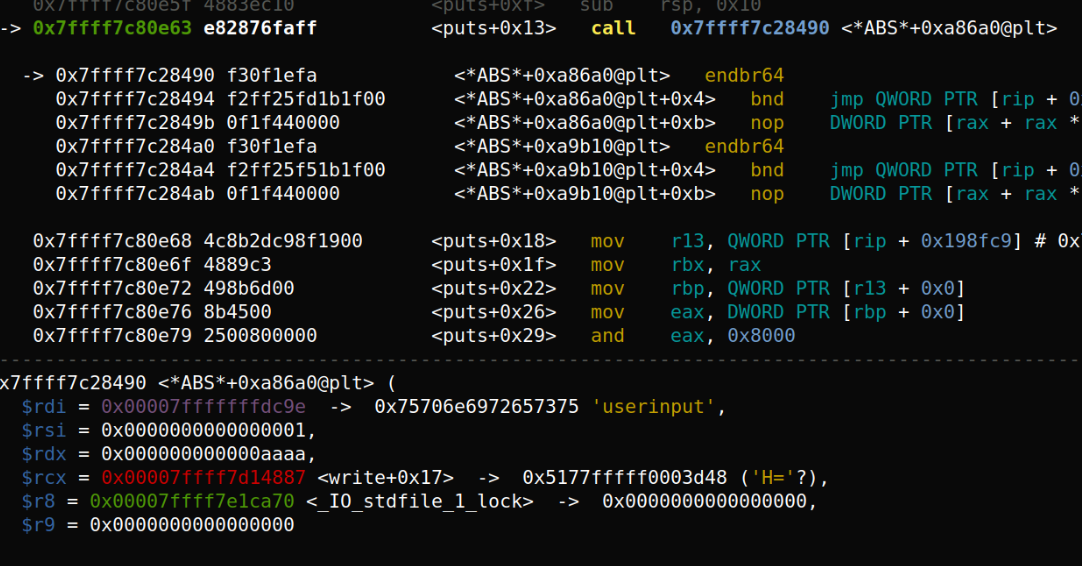 0x7ffff7c80e5f 4883ec10 <puts+0xf> sub rsp, 0x10
-> 0x7ffff7c80e63 e82876faff <puts+0x13> call 0x7ffff7c28490 <*ABS*+0xa86a0@plt>
-> 0x7ffff7c28490 f30f1efa <*ABS*+0xa86a0@plt> endbr64
0x7ffff7c28494 f2ff25fd1b1f00 <*ABS*+0xa86a0@plt+0x4> bnd jmp QWORD PTR [rip + 0
0x7ffff7c2849b 0f1f440000 <*ABS*+0xa86a0@plt+0xb> nop DWORD PTR [rax + rax *
0x7ffff7c284a0 f30f1efa <*ABS*+0xa9b10@plt> endbr64
0x7ffff7c284a4 f2ff25f51b1f00 <*ABS*+0xa9b10@plt+0x4> bnd jmp QWORD PTR [rip + 0
0x7ffff7c284ab 0f1f440000 <*ABS*+0xa9b10@plt+0xb> nop DWORD PTR [rax + rax *
0x7ffff7c80e68 4c8b2dc98f1900 <puts+0x18> mov r13, QWORD PTR [rip + 0x198fc9] # 0x7
0x7ffff7c80e6f 4889c3 <puts+0x1f> mov rbx, rax
0x7ffff7c80e72 498b6d00 <puts+0x22> mov rbp, QWORD PTR [r13 + 0x0]
0x7ffff7c80e76 8b4500 <puts+0x26> mov eax, DWORD PTR [rbp + 0x0]
0x7ffff7c80e79 2500800000 <puts+0x29> and eax, 0x8000
x7ffff7c28490 <*ABS*+0xa86a0@plt> (
$rdi = 0x00007fffffffdc9e -> 0x75706e6972657375 'userinput',
$rsi = 0x0000000000000001,
$rdx = 0x000000000000aaaa,
$rcx = 0x00007ffff7d14887 <write+0x17> -> 0x5177fffff0003d48 ('H='?),
$r8 = 0x00007ffff7e1ca70 <_IO_stdfile_1_lock> -> 0x0000000000000000,
$r9 = 0x0000000000000000